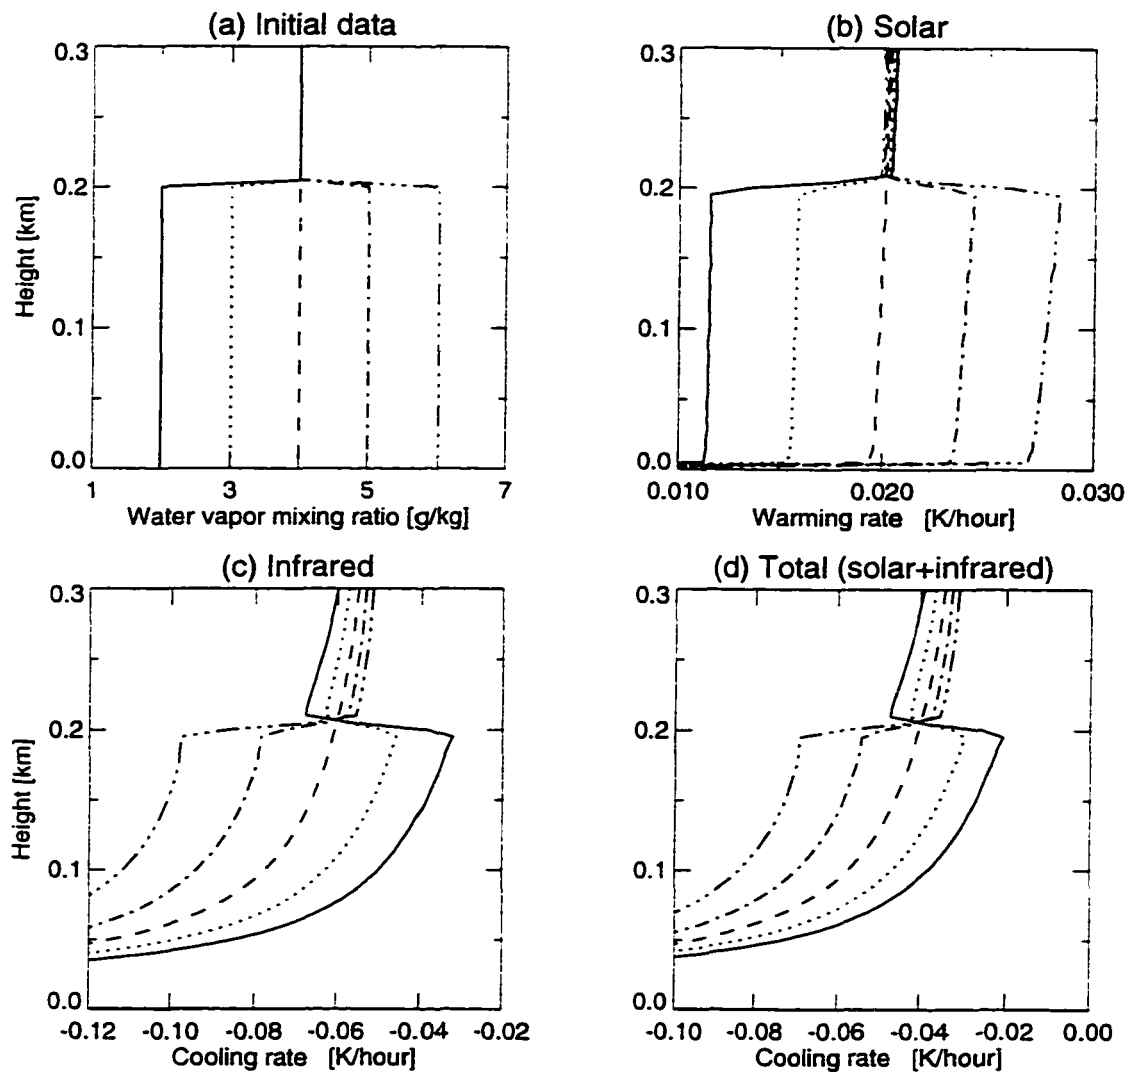 (a) Initial data
0.3
0.2
0.1
0.0
Height [km]
1 3 5 7
Water vapor mixing ratio [g/kg]
(b) Solar
0.3
0.2
0.1
0.0
0.010 0.020 0.030
Warming rate [K/hour]
(c) Infrared
0.3
0.2
0.1
0.0
Height [km]
-0.12 -0.10 -0.08 -0.06 -0.04 -0.02
Cooling rate [K/hour]
(d) Total (solar+infrared)
0.3
0.2
0.1
0.0
-0.10 -0.08 -0.06 -0.04 -0.02 0.00
Cooling rate [K/hour]